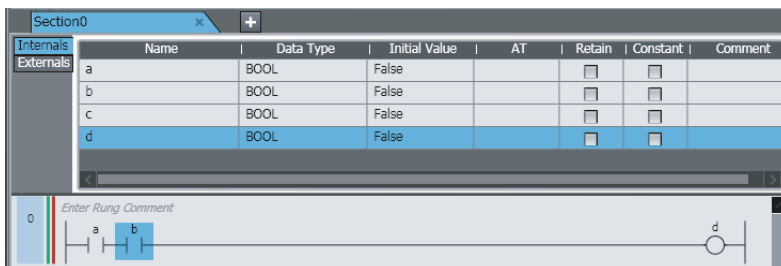 Section0 × +
Internals
Externals
Name Data Type Initial Value AT Retain Constant Comment
a BOOL False
b BOOL False
c BOOL False
d BOOL False
0 Enter Rung Comment
a b d